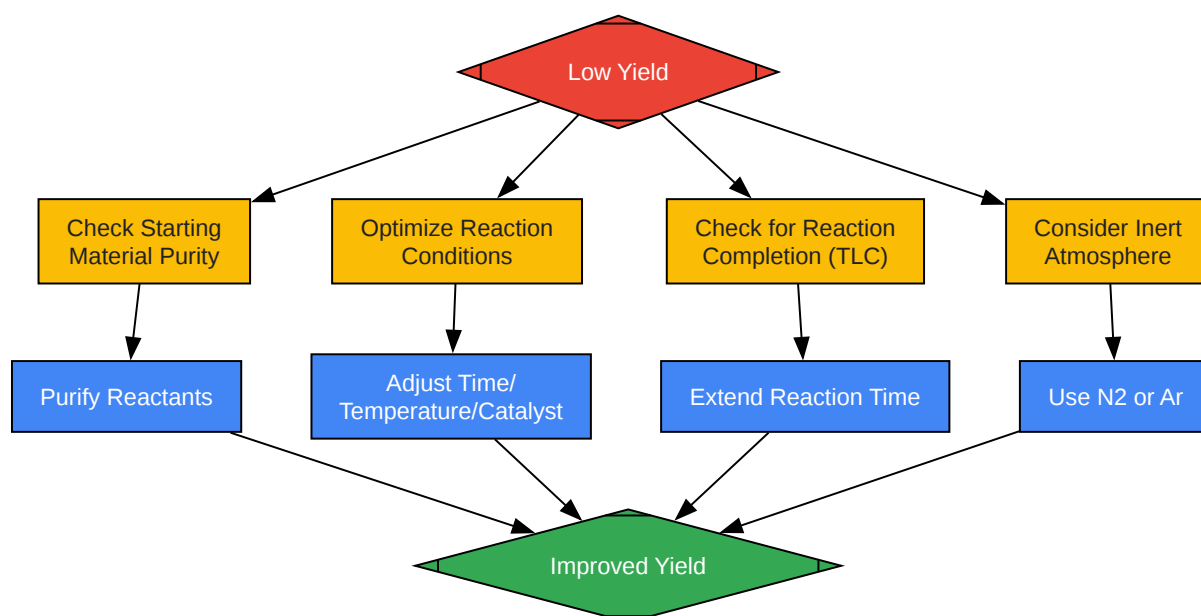 Low Yield
Check Starting
Material Purity
Optimize Reaction
Conditions
Check for Reaction
Completion (TLC)
Consider Inert
Atmosphere
Purify Reactants
Adjust Time/
Temperature/Catalyst
Extend Reaction Time
Use N2 or Ar
Improved Yield